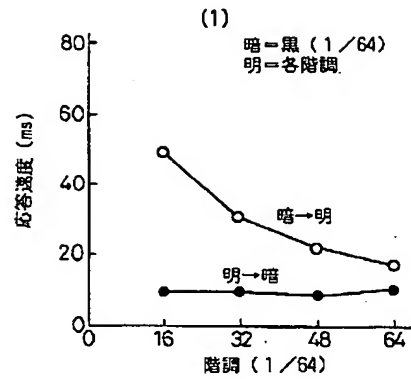 (1)
暗=黒(1/64)
明=各階調
80
60
40
20
0
応答速度(ms)
暗→明
明→暗
0 16 32 48 64
階調(1/64)